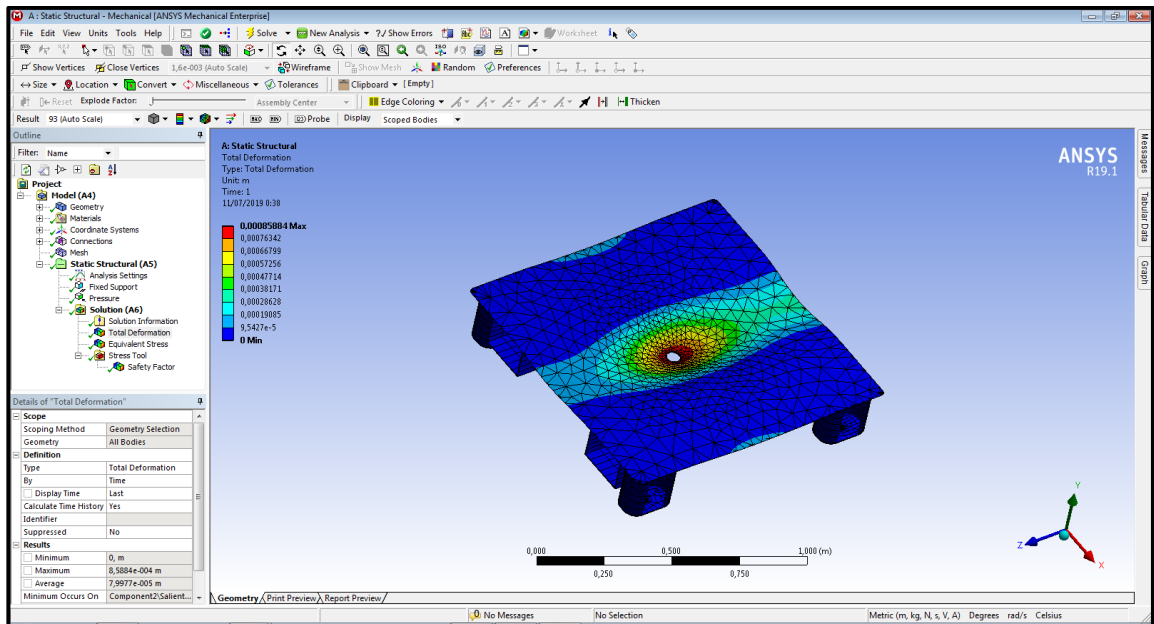 A : Static Structural - Mechanical [ANSYS Mechanical Enterprise]
File Edit View Units Tools Help Solve New Analysis ?/ Show Errors Worksheet
Show Vertices Close Vertices 1,6e-003 (Auto Scale) Wireframe Show Mesh Random Preferences
Size Location Convert Miscellaneous Tolerances Clipboard [Empty]
Reset Explode Factor: Assembly Center Edge Coloring Thicken
Result 93 (Auto Scale) Probe Display Scoped Bodies
Outline
Filter: Name
Project
Model (A4)
Geometry
Materials
Coordinate Systems
Connections
Mesh
Static Structural (A5)
Analysis Settings
Fixed Support
Pressure
Solution (A6)
Solution Information
Total Deformation
Equivalent Stress
Stress Tool
Safety Factor
Details of "Total Deformation"
Scope
Scoping Method Geometry Selection
Geometry All Bodies
Definition
Type Total Deformation
By Time
Display Time Last
Calculate Time History Yes
Identifier
Suppressed No
Results
Minimum 0, m
Maximum 8,5884e-004 m
Average 7,9977e-005 m
Minimum Occurs On Component2\Salient...
A: Static Structural
Total Deformation
Type: Total Deformation
Unit: m
Time: 1
11/07/2019 0:38
0,00085884 Max
0,00076342
0,00066799
0,00057256
0,00047714
0,00038171
0,00028628
0,00019085
9,5427e-5
0 Min
ANSYS
R19.1
0,000 0,500 1,000 (m)
0,250 0,750
Y
Z
X
Messages
Tabular Data
Graph
Geometry Print Preview Report Preview
0 No Messages No Selection Metric (m, kg, N, s, V, A) Degrees rad/s Celsius